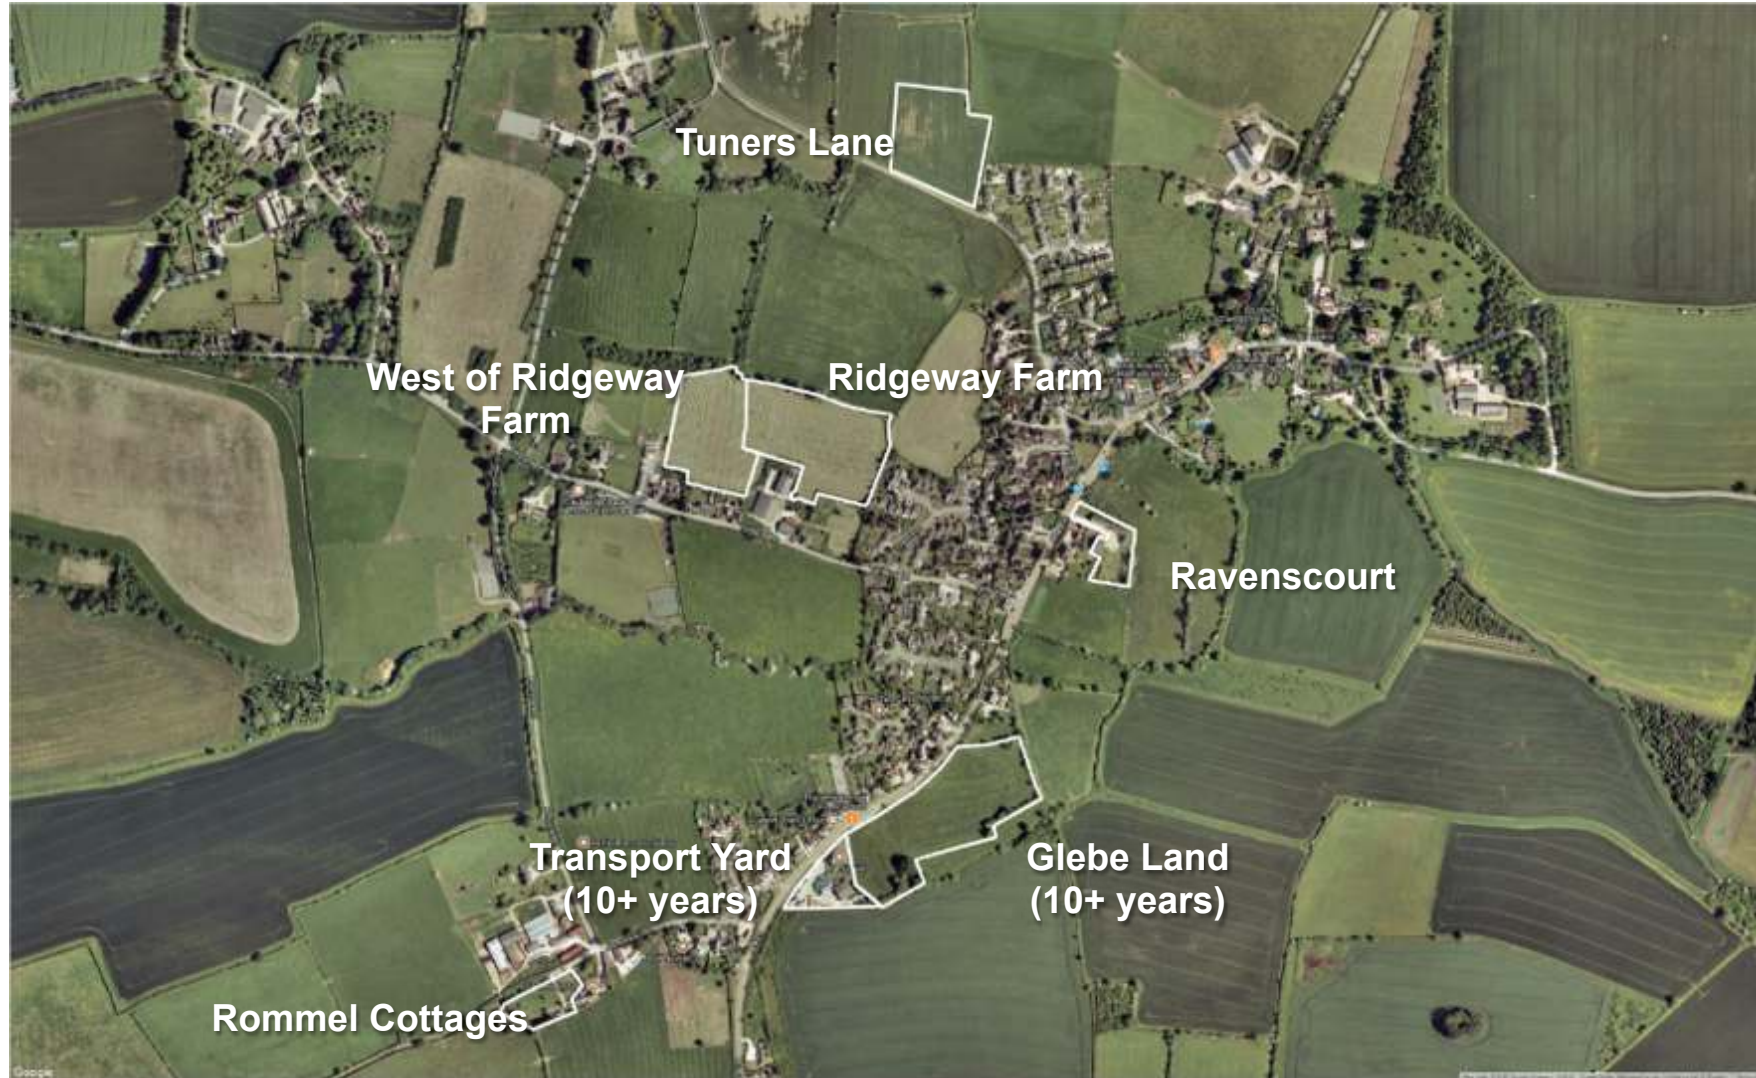 Tuners Lane
West of Ridgeway
Farm
Ridgeway Farm
Ravenscourt
Transport Yard
(10+ years)
Glebe Land
(10+ years)
Rommel Cottages
Google